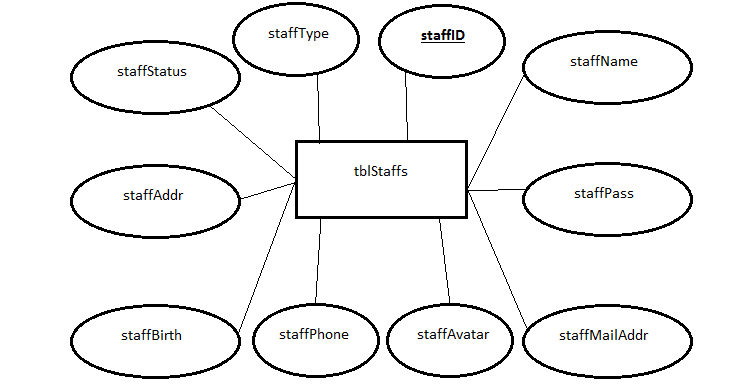 staffType
staffID
staffName
staffStatus
tblStaffs
staffAddr
staffPass
staffBirth
staffPhone
staffAvatar
staffMailAddr